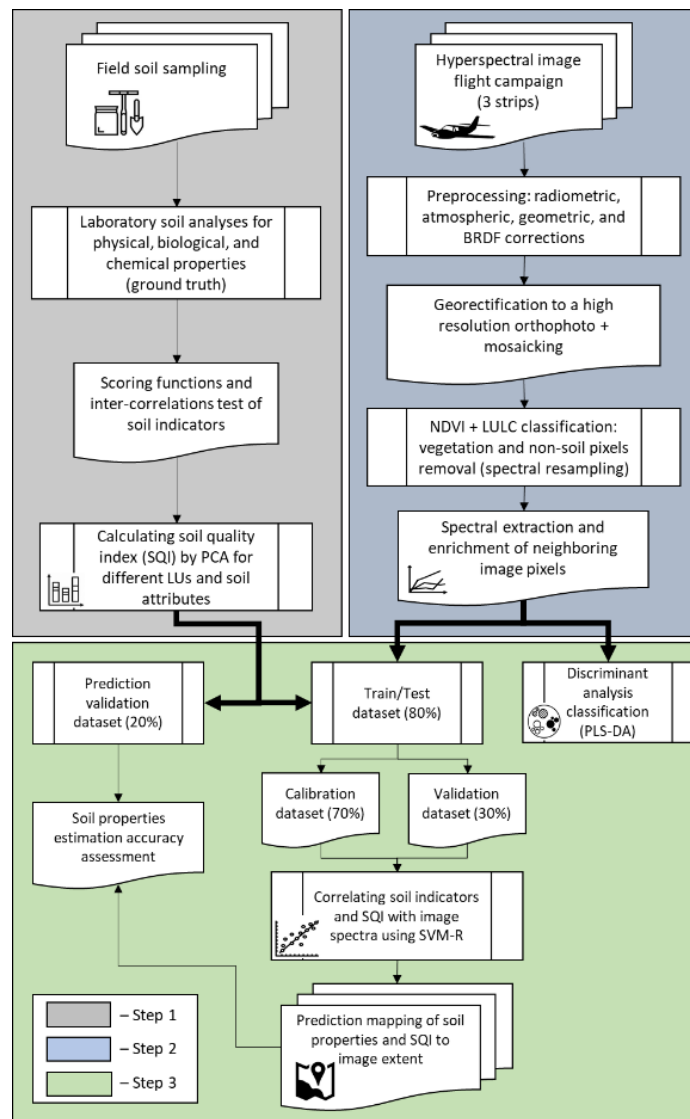 Field soil sampling
Laboratory soil analyses for
physical, biological, and
chemical properties
(ground truth)
Scoring functions and
inter-correlations test of
soil indicators
Calculating soil quality
index (SQI) by PCA for
different LUs and soil
attributes
Hyperspectral image
flight campaign
(3 strips)
Preprocessing: radiometric,
atmospheric, geometric, and
BRDF corrections
Georectification to a high
resolution orthophoto +
mosaicking
NDVI + LULC classification:
vegetation and non-soil pixels
removal (spectral resampling)
Spectral extraction and
enrichment of neighboring
image pixels
Prediction
validation
dataset (20%)
Train/Test
dataset (80%)
Discriminant
analysis
classification
(PLS-DA)
Calibration
dataset (70%)
Validation
dataset (30%)
Soil properties
estimation accuracy
assessment
Correlating soil indicators
and SQI with image
spectra using SVM-R
Prediction mapping of soil
properties and SQI to
image extent
– Step 1
– Step 2
– Step 3